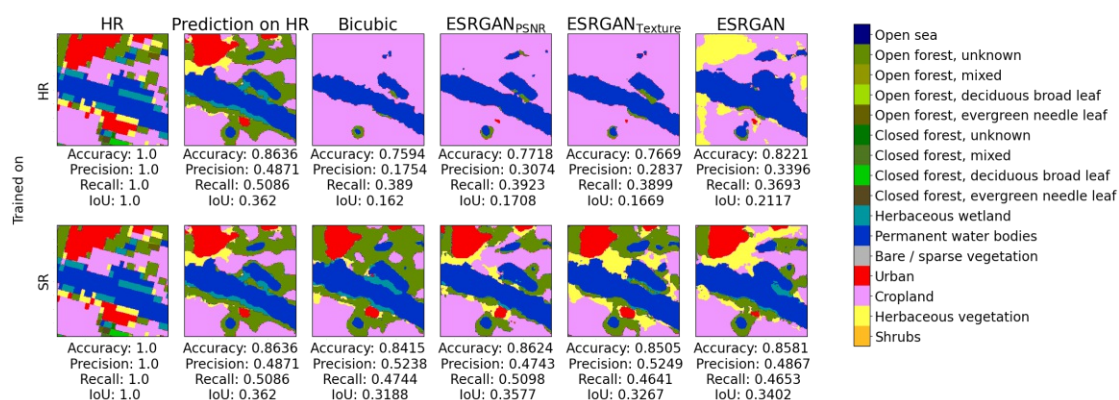 HR
Prediction on HR
Bicubic
ESRGANPSNR
ESRGANTexture
ESRGAN
Trained on
HR
Accuracy: 1.0
Precision: 1.0
Recall: 1.0
IoU: 1.0
Accuracy: 0.8636
Precision: 0.4871
Recall: 0.5086
IoU: 0.362
Accuracy: 0.7594
Precision: 0.1754
Recall: 0.389
IoU: 0.162
Accuracy: 0.7718
Precision: 0.3074
Recall: 0.3923
IoU: 0.1708
Accuracy: 0.7669
Precision: 0.2837
Recall: 0.3899
IoU: 0.1669
Accuracy: 0.8221
Precision: 0.3396
Recall: 0.3693
IoU: 0.2117
SR
Accuracy: 1.0
Precision: 1.0
Recall: 1.0
IoU: 1.0
Accuracy: 0.8636
Precision: 0.4871
Recall: 0.5086
IoU: 0.362
Accuracy: 0.8415
Precision: 0.5238
Recall: 0.4744
IoU: 0.3188
Accuracy: 0.8624
Precision: 0.4743
Recall: 0.5098
IoU: 0.3577
Accuracy: 0.8505
Precision: 0.5249
Recall: 0.4641
IoU: 0.3267
Accuracy: 0.8581
Precision: 0.4867
Recall: 0.4653
IoU: 0.3402
Open sea
Open forest, unknown
Open forest, mixed
Open forest, deciduous broad leaf
Open forest, evergreen needle leaf
Closed forest, unknown
Closed forest, mixed
Closed forest, deciduous broad leaf
Closed forest, evergreen needle leaf
Herbaceous wetland
Permanent water bodies
Bare / sparse vegetation
Urban
Cropland
Herbaceous vegetation
Shrubs